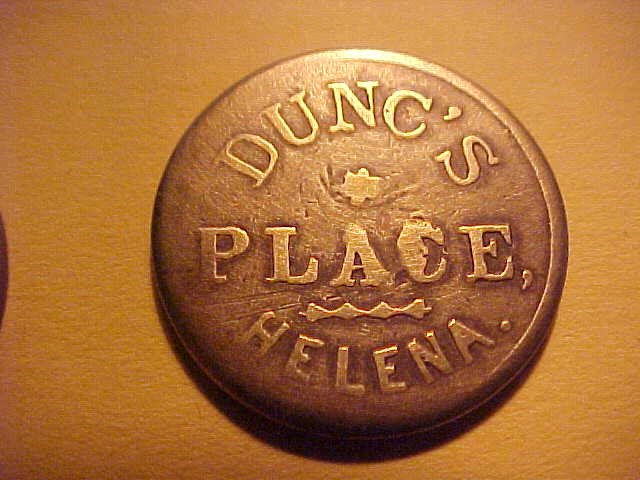 DUNC'S
PLACE,
HELENA.